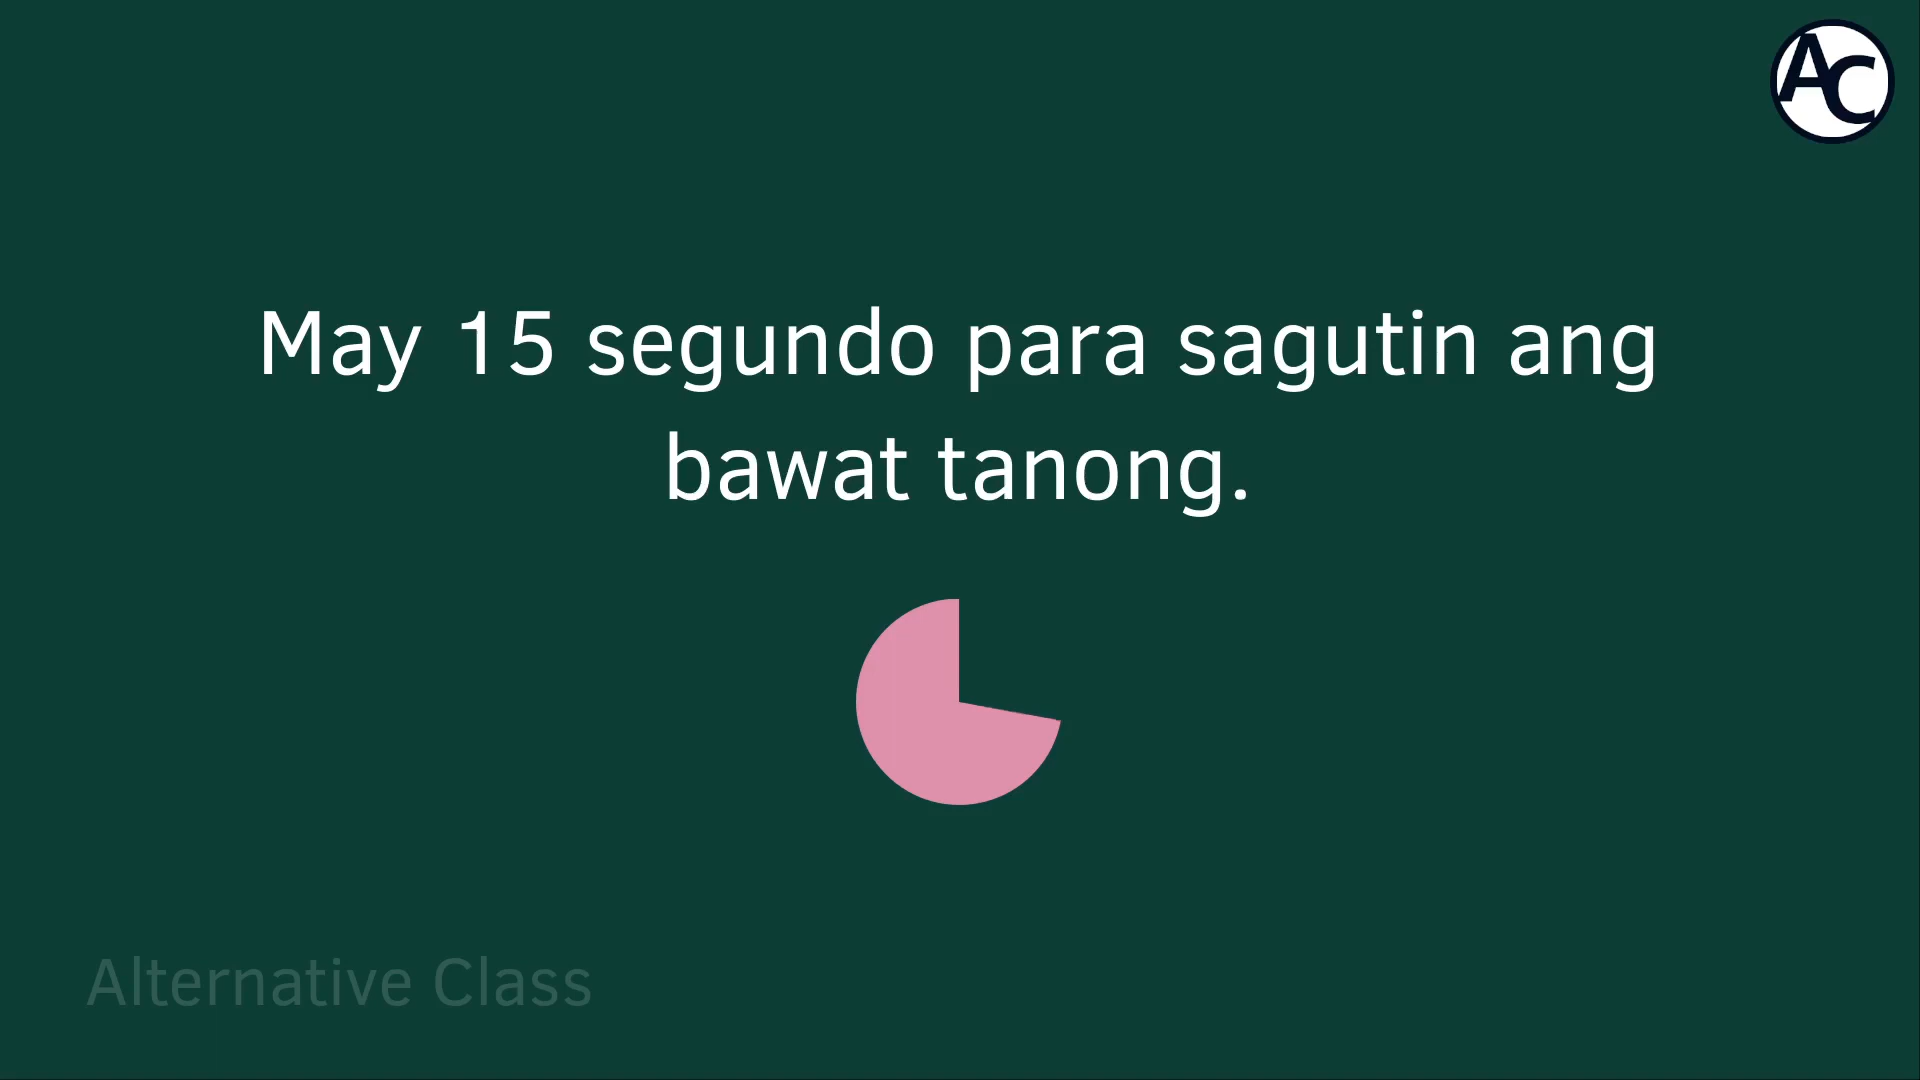 AC
May 15 segundo para sagutin ang
bawat tanong.
Alternative Class